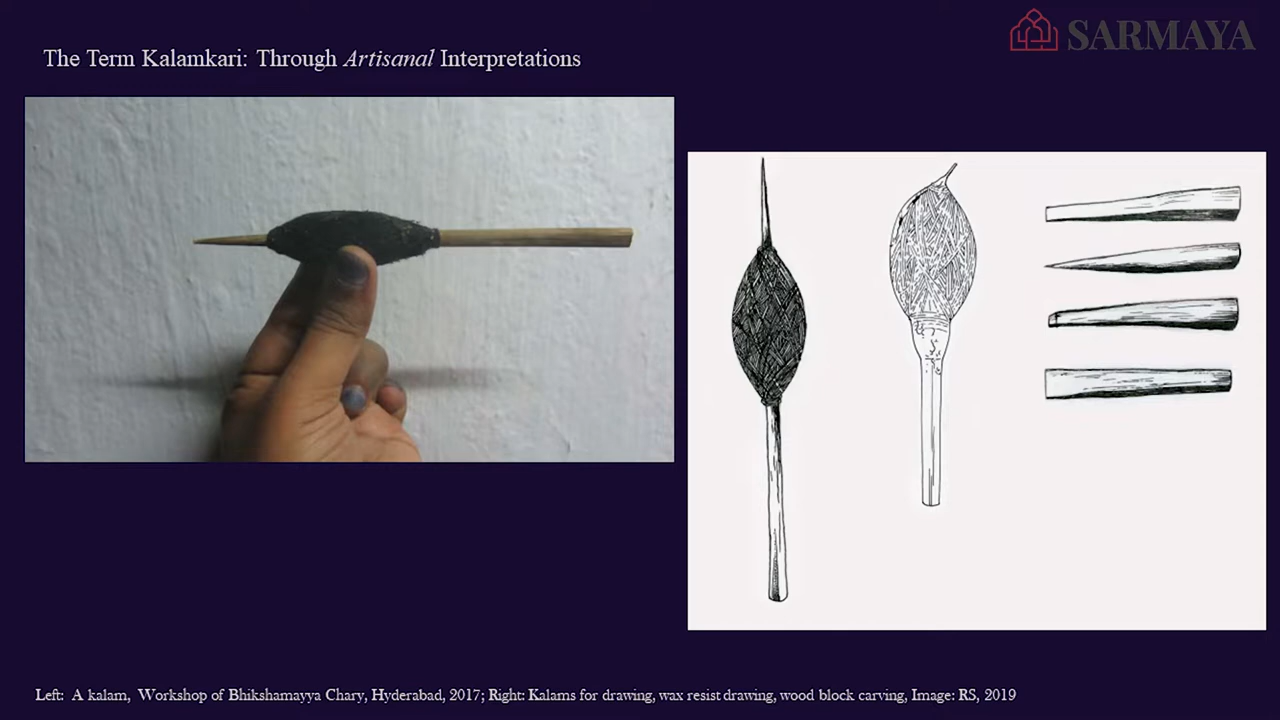 SARMAYA
The Term Kalamkari: Through Artisanal Interpretations
Left: A kalam, Workshop of Bhikshamayya Chary, Hyderabad, 2017; Right: Kalams for drawing, wax resist drawing, wood block carving, Image: RS, 2019